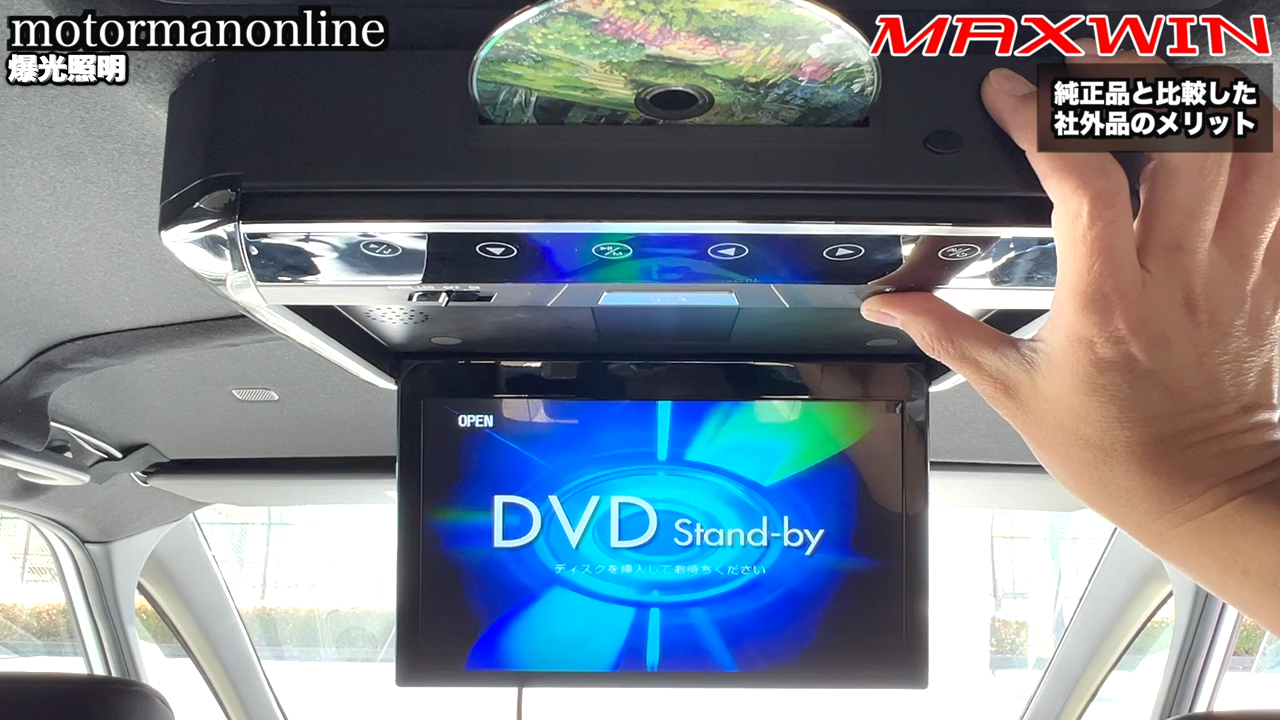 motormanonline
爆光照明
MAXWIN
純正品と比較した
社外品のメリット
OPEN
DVD Stand-by
ディスクを挿入してお待ちください